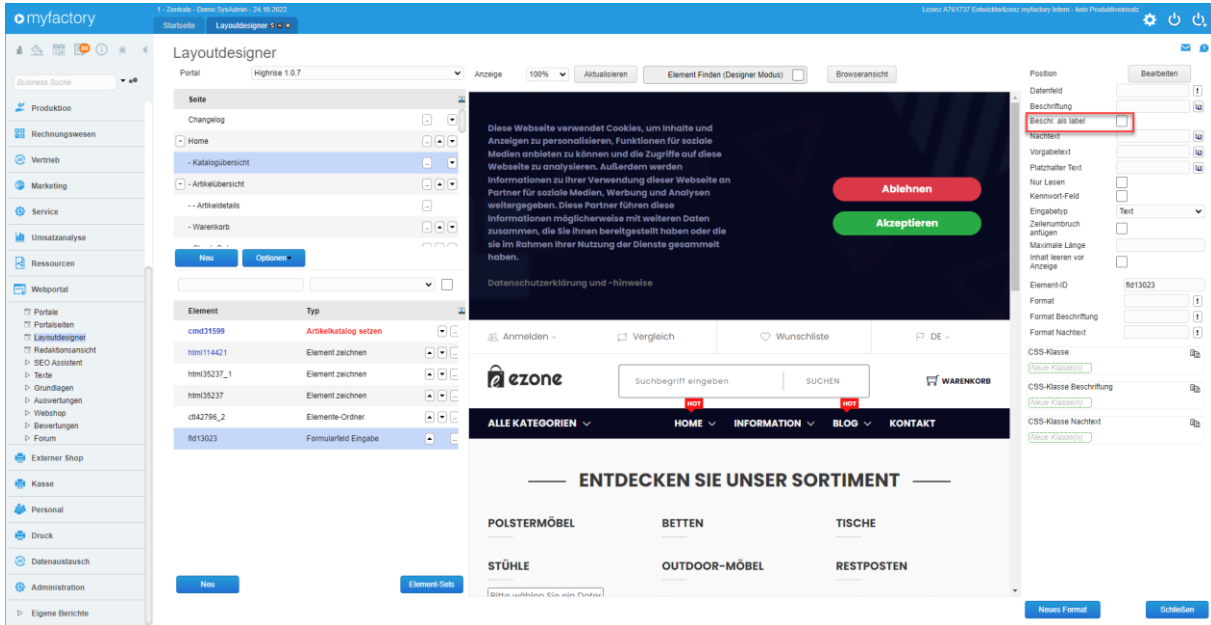 myfactory
1 - Zentrale - Demo SysAdmin - 24.10.2022
Lizenz A761737 Entwicklerlizenz myfactory Intern - kein Produktiveinsatz
Startseite
Layoutdesigner
Layoutdesigner
Business Suche
Produktion
Rechnungswesen
Vertrieb
Marketing
Service
Umsatzanalyse
Ressourcen
Webportal
Portale
Portalseiten
Layoutdesigner
Redaktionsansicht
SEO Assistent
Texte
Grundlagen
Auswertungen
Webshop
Bewertungen
Forum
Externer Shop
Kasse
Personal
Druck
Datenaustausch
Administration
Eigene Berichte
Portal
Highrise 1.0.7
Seite
Changelog
Home
- Katalogübersicht
- Artikelübersicht
- - Artikeldetails
- Warenkorb
Neu
Optionen
Element Typ
cmd31599 Artikelkatalog setzen
html114421 Element zeichnen
html35237_1 Element zeichnen
html35237 Element zeichnen
ctl42796_2 Elemente-Ordner
fld13023 Formularfeld Eingabe
Neu
Element-Sets
Anzeige
100%
Aktualisieren
Element Finden (Designer Modus)
Browseransicht
Diese Webseite verwendet Cookies, um Inhalte und
Anzeigen zu personalisieren, Funktionen für soziale
Medien anbieten zu können und die Zugriffe auf diese
Webseite zu analysieren. Außerdem werden
Informationen zu Ihrer Verwendung dieser Webseite an
Partner für soziale Medien, Werbung und Analysen
weitergegeben. Diese Partner führen diese
Informationen möglicherweise mit weiteren Daten
zusammen, die Sie ihnen bereitgestellt haben oder die
sie im Rahmen Ihrer Nutzung der Dienste gesammelt
haben.
Datenschutzerklärung und -hinweise
Ablehnen
Akzeptieren
Anmelden
Vergleich
Wunschliste
DE
ezone
Suchbegriff eingeben
SUCHEN
WARENKORB
HOT
HOT
ALLE KATEGORIEN
HOME
INFORMATION
BLOG
KONTAKT
ENTDECKEN SIE UNSER SORTIMENT
POLSTERMÖBEL
BETTEN
TISCHE
STÜHLE
OUTDOOR-MÖBEL
RESTPOSTEN
Bitte wählen Sie ein Daten
Position
Bearbeiten
Datenfeld
Beschriftung
Beschr. als label
Nachtext
Vorgabetext
Platzhalter Text
Nur Lesen
Kennwort-Feld
Eingabetyp
Text
Zeilenumbruch
anfügen
Maximale Länge
Inhalt leeren vor
Anzeige
Element-ID
fld13023
Format
Format Beschriftung
Format Nachtext
CSS-Klasse
(Neue Klasse(n))
CSS-Klasse Beschriftung
(Neue Klasse(n))
CSS-Klasse Nachtext
(Neue Klasse(n))
Neues Format
Schließen